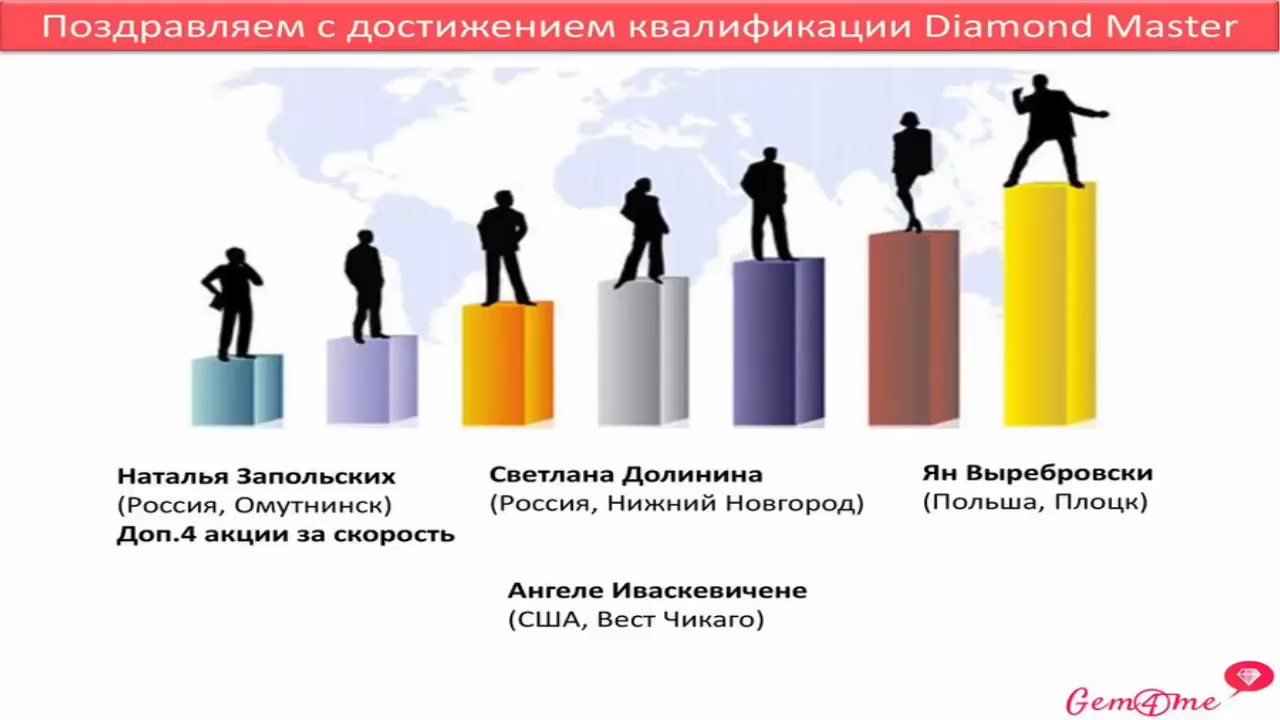 Поздравляем с достижением квалификации Diamond Master
Наталья Запольских
(Россия, Омутнинск)
Доп.4 акции за скорость
Светлана Долинина
(Россия, Нижний Новгород)
Ян Выребровски
(Польша, Плоцк)
Ангеле Иваскевичене
(США, Вест Чикаго)
Gem4me